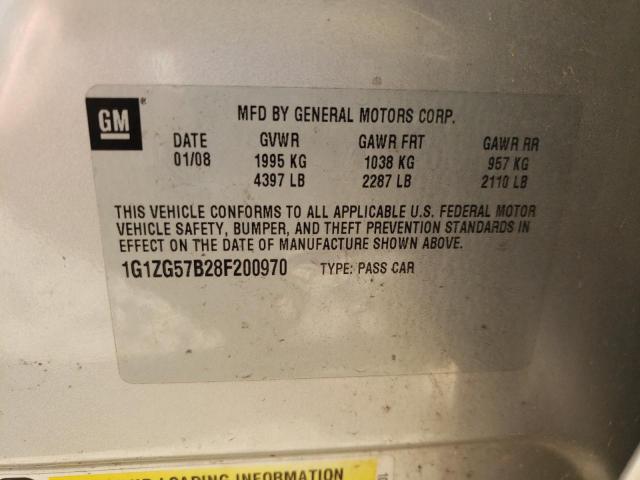 GM
MFD BY GENERAL MOTORS CORP.
DATE GVWR GAWR FRT GAWR RR
01/08 1995 KG 1038 KG 957 KG
4397 LB 2287 LB 2110 LB
THIS VEHICLE CONFORMS TO ALL APPLICABLE U.S. FEDERAL MOTOR
VEHICLE SAFETY, BUMPER, AND THEFT PREVENTION STANDARDS IN
EFFECT ON THE DATE OF MANUFACTURE SHOWN ABOVE.
1G1ZG57B28F200970 TYPE: PASS CAR
LOADING INFORMATION